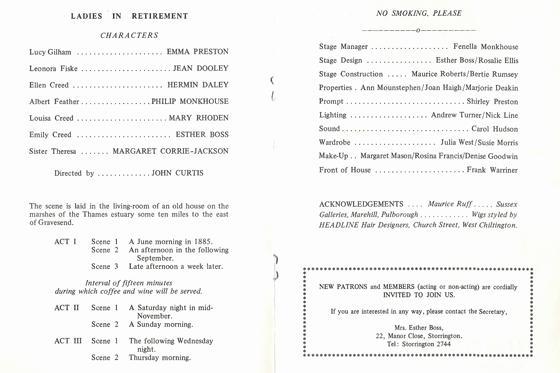 LADIES IN RETIREMENT
CHARACTERS
Lucy Gilham .................... EMMA PRESTON
Leonora Fiske .................... JEAN DOOLEY
Ellen Creed .................... HERMIN DALEY
Albert Feather .................... PHILIP MONKHOUSE
Louisa Creed .................... MARY RHODEN
Emily Creed .................... ESTHER BOSS
Sister Theresa ....... MARGARET CORRIE-JACKSON
Directed by ............ JOHN CURTIS
The scene is laid in the living-room of an old house on the
marshes of the Thames estuary some ten miles to the east
of Gravesend.
ACT I Scene 1 A June morning in 1885.
Scene 2 An afternoon in the following
September.
Scene 3 Late afternoon a week later.
Interval of fifteen minutes
during which coffee and wine will be served.
ACT II Scene 1 A Saturday night in mid-
November.
Scene 2 A Sunday morning.
ACT III Scene 1 The following Wednesday
night.
Scene 2 Thursday morning.
NO SMOKING, PLEASE
Stage Manager .................. Fenella Monkhouse
Stage Design ................ Esther Boss/Rosalie Ellis
Stage Construction ..... Maurice Roberts/Bertie Rumsey
Properties . Ann Mounstephen/Joan Haigh/Marjorie Deakin
Prompt ............................ Shirley Preston
Lighting .................... Andrew Turner/Nick Line
Sound ............................. Carol Hudson
Wardrobe .................. Julia West/Susie Morris
Make-Up .. Margaret Mason/Rosina Francis/Denise Goodwin
Front of House .................... Frank Warriner
ACKNOWLEDGEMENTS .... Maurice Ruff ..... Sussex
Galleries, Marehill, Pulborough ............ Wigs styled by
HEADLINE Hair Designers, Church Street, West Chiltington.
NEW PATRONS and MEMBERS (acting or non-acting) are cordially
INVITED TO JOIN US.
If you are interested in any way, please contact the Secretary,
Mrs. Esther Boss,
22, Manor Close, Storrington.
Tel: Storrington 2744